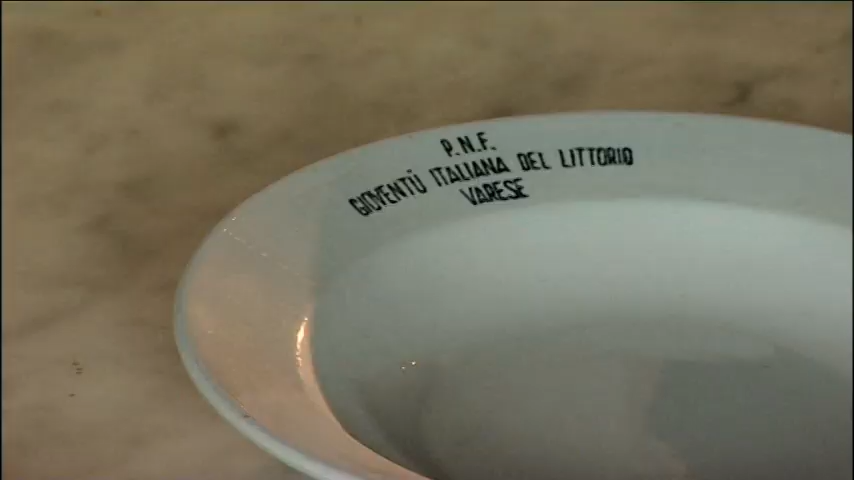 P.N.F.
GIOVENTÙ ITALIANA DEL LITTORIO
VARESE